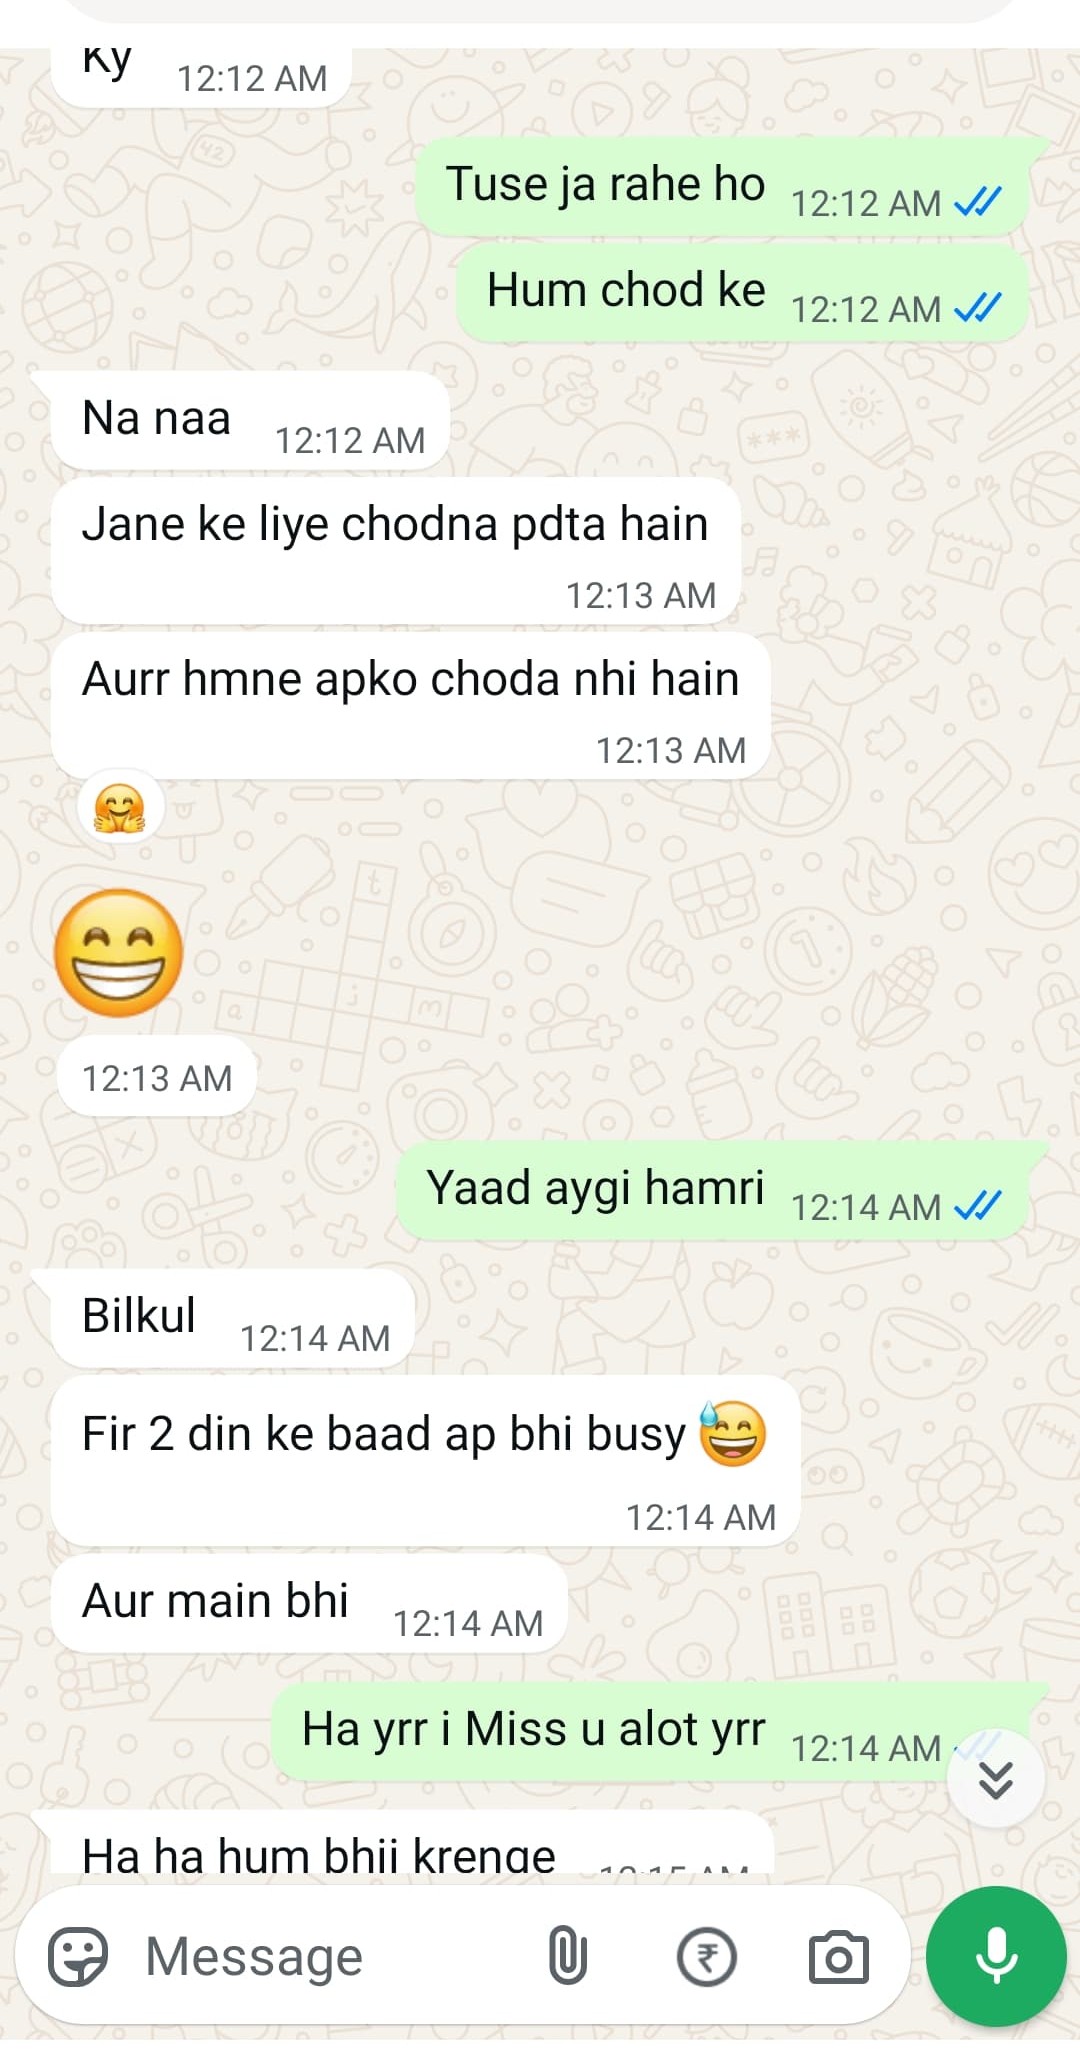 Ky 12:12 AM
Tuse ja rahe ho 12:12 AM
Hum chod ke 12:12 AM
Na naa 12:12 AM
Jane ke liye chodna pdta hain
12:13 AM
Aurr hmne apko choda nhi hain
12:13 AM
12:13 AM
Yaad aygi hamri 12:14 AM
Bilkul 12:14 AM
Fir 2 din ke baad ap bhi busy
12:14 AM
Aur main bhi 12:14 AM
Ha yrr i Miss u alot yrr 12:14 AM
Ha ha hum bhii krenge 12:15 AM
Message